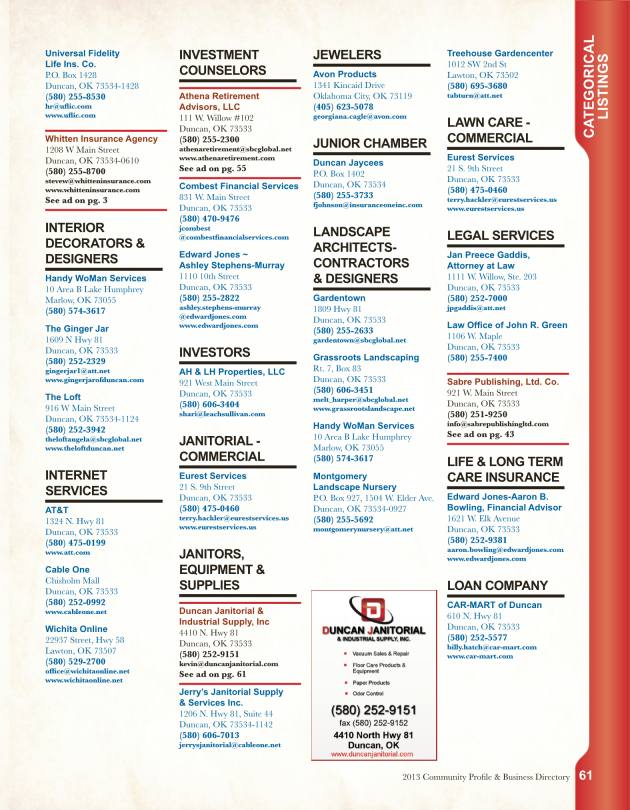 Universal Fidelity
Life Ins. Co.
P.O. Box 1428
Duncan, OK 73534-1428
(580) 255-8530
hr@uflic.com
www.uflic.com
Whitten Insurance Agency
1208 W Main Street
Duncan, OK 73534-0610
(580) 255-8700
stevew@whitteninsurance.com
www.whitteninsurance.com
See ad on pg. 3
INTERIOR
DECORATORS &
DESIGNERS
Handy WoMan Services
10 Area B Lake Humphrey
Marlow, OK 73055
(580) 574-3617
The Ginger Jar
1609 N Hwy 81
Duncan, OK 73533
(580) 252-2329
gingerjar1@att.net
www.gingerjarofduncan.com
The Loft
916 W Main Street
Duncan, OK 73534-1124
(580) 252-3942
theloftangela@sbcglobal.net
www.theloftduncan.net
INTERNET
SERVICES
AT&T
1324 N. Hwy 81
Duncan, OK 73533
(580) 475-0199
www.att.com
Cable One
Chisholm Mall
Duncan, OK 73533
(580) 252-0992
www.cableone.net
Wichita Online
22937 Street, Hwy 58
Lawton, OK 73507
(580) 529-2700
office@wichitaonline.net
www.wichitaonline.net
INVESTMENT
COUNSELORS
Athena Retirement
Advisors, LLC
111 W. Willow #102
Duncan, OK 73533
(580) 255-2300
athenaretirement@sbcglobal.net
www.athenaretirement.com
See ad on pg. 55
Combest Financial Services
831 W. Main Street
Duncan, OK 73533
(580) 470-9476
jcombest
@combestfinancialservices.com
Edward Jones ~
Ashley Stephens-Murray
1110 10th Street
Duncan, OK 73533
(580) 255-2822
ashley.stephens-murray
@edwardjones.com
www.edwardjones.com
INVESTORS
AH & LH Properties, LLC
921 West Main Street
Duncan, OK 73533
(580) 606-3404
shari@leachsullivan.com
JANITORIAL -
COMMERCIAL
Eurest Services
21 S. 9th Street
Duncan, OK 73533
(580) 475-0460
terry.hackler@eurestservices.us
www.eurestservices.us
JANITORS,
EQUIPMENT &
SUPPLIES
Duncan Janitorial &
Industrial Supply, Inc
4410 N. Hwy 81
Duncan, OK 73533
(580) 252-9151
kevin@duncanjanitorial.com
See ad on pg. 61
Jerry's Janitorial Supply
& Services Inc.
1206 N. Hwy 81, Suite 44
Duncan, OK 73534-1142
(580) 606-7013
jerrysjanitorial@cableone.net
JEWELERS
Avon Products
1341 Kincaid Drive
Oklahoma City, OK 73119
(405) 623-5078
georgiana.cagle@avon.com
JUNIOR CHAMBER
Duncan Jaycees
P.O. Box 1402
Duncan, OK 73534
(580) 255-3733
fjohnson@insuranceoneinc.com
LANDSCAPE
ARCHITECTS-
CONTRACTORS
& DESIGNERS
Gardentown
1809 Hwy 81
Duncan, OK 73533
(580) 255-2633
gardentown@sbcglobal.net
Grassroots Landscaping
Rt. 7, Box 83
Duncan, OK 73533
(580) 606-3451
melt_harper@sbcglobal.net
www.grassrootslandscape.net
Handy WoMan Services
10 Area B Lake Humphrey
Marlow, OK 73055
(580) 574-3617
Montgomery
Landscape Nursery
P.O. Box 927, 1504 W. Elder Ave.
Duncan, OK 73534-0927
(580) 255-5692
montgomerynursery@att.net
DUNCAN JANITORIAL
& INDUSTRIAL SUPPLY, INC.
Vacuum Sales & Repair
Floor Care Products &
Equipment
Paper Products
Odor Control
(580) 252-9151
fax (580) 252-9152
4410 North Hwy 81
Duncan, OK
www.duncanjanitorial.com
Treehouse Gardencenter
1012 SW 2nd St
Lawton, OK 73502
(580) 695-3680
tabturn@att.net
LAWN CARE -
COMMERCIAL
Eurest Services
21 S. 9th Street
Duncan, OK 73533
(580) 475-0460
terry.hackler@eurestservices.us
www.eurestservices.us
LEGAL SERVICES
Jan Preece Gaddis,
Attorney at Law
1111 W. Willow, Ste. 203
Duncan, OK 73533
(580) 252-7000
jpgaddis@att.net
Law Office of John R. Green
1106 W. Maple
Duncan, OK 73533
(580) 255-7400
Sabre Publishing, Ltd. Co.
921 W. Main Street
Duncan, OK 73533
(580) 251-9250
info@sabrepublishingltd.com
See ad on pg. 43
LIFE & LONG TERM
CARE INSURANCE
Edward Jones-Aaron B.
Bowling, Financial Advisor
1621 W. Elk Avenue
Duncan, OK 73533
(580) 252-9381
aaron.bowling@edwardjones.com
www.edwardjones.com
LOAN COMPANY
CAR-MART of Duncan
610 N. Hwy 81
Duncan, OK 73533
(580) 252-5577
billy.hatch@car-mart.com
www.car-mart.com
CATEGORICAL
LISTINGS
2013 Community Profile & Business Directory 61